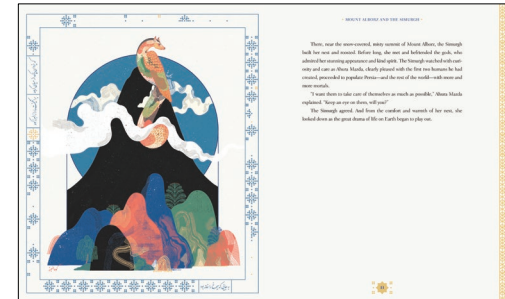 · MOUNT ALBORZ AND THE SIMORGH ·
There, near the snow-covered, misty summit of Mount Alborz, the Simorgh
built her nest and roosted. Before long, she met and befriended the gods, who
admired her stunning appearance and kind spirit. The Simorgh watched with curi-
osity and care as Ahura Mazda, clearly pleased with the first two humans he had
created, proceeded to populate Persia—and the rest of the world—with more and
more mortals.
"I want them to take care of themselves as much as possible," Ahura Mazda
explained. "Keep an eye on them, will you?"
The Simorgh agreed. And from the comfort and warmth of her nest, she
looked down as the great drama of life on Earth began to play out.